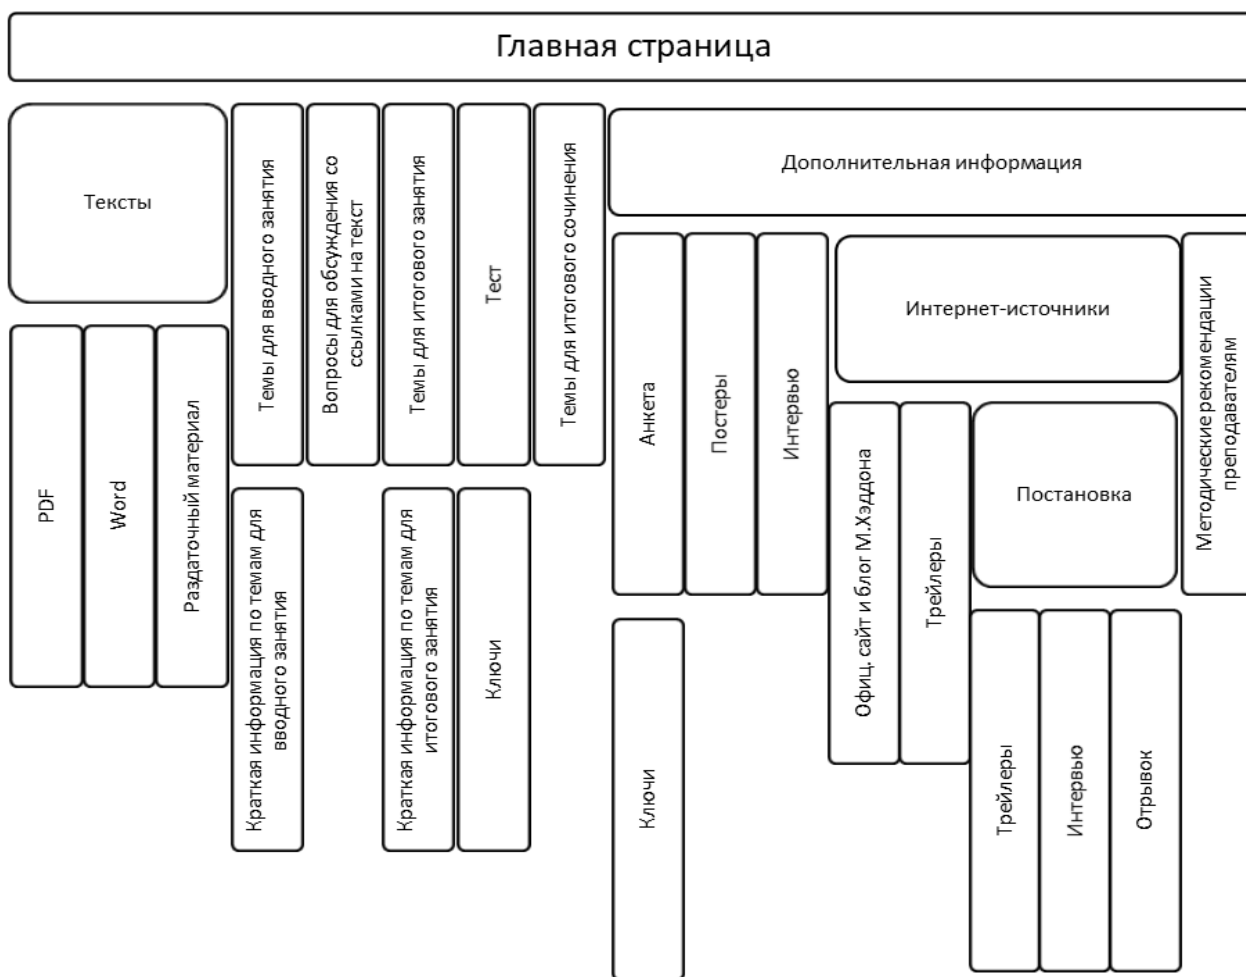 Главная страница
Тексты
Темы для вводного занятия
Вопросы для обсуждения со
ссылками на текст
Темы для итогового занятия
Тест
Темы для итогового сочинения
Дополнительная информация
PDF
Word
Раздаточный материал
Краткая информация по темам для
вводного занятия
Краткая информация по темам для
итогового занятия
Ключи
Анкета
Постеры
Интервью
Интернет-источники
Методические рекомендации
преподавателям
Ключи
Офиц. сайт и блог М.Хэддона
Трейлеры
Постановка
Трейлеры
Интервью
Отрывок